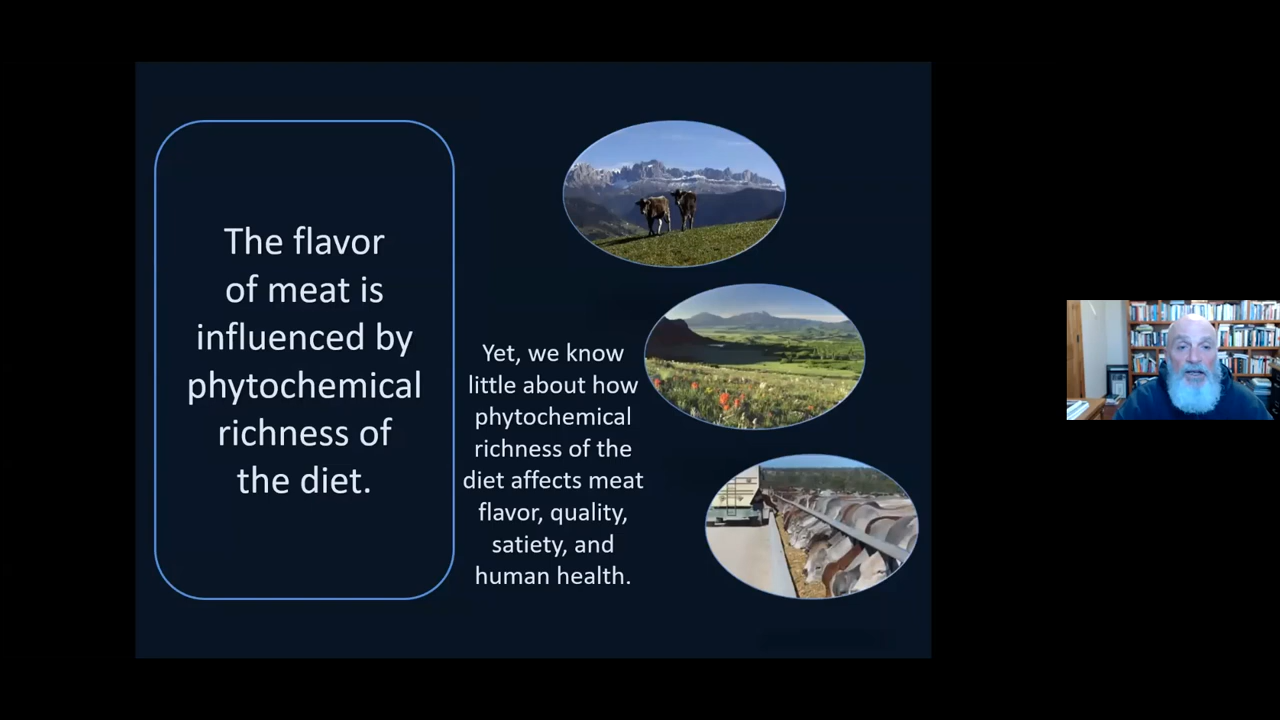 The flavor
of meat is
influenced by
phytochemical
richness of
the diet.
Yet, we know
little about how
phytochemical
richness of the
diet affects meat
flavor, quality,
satiety, and
human health.